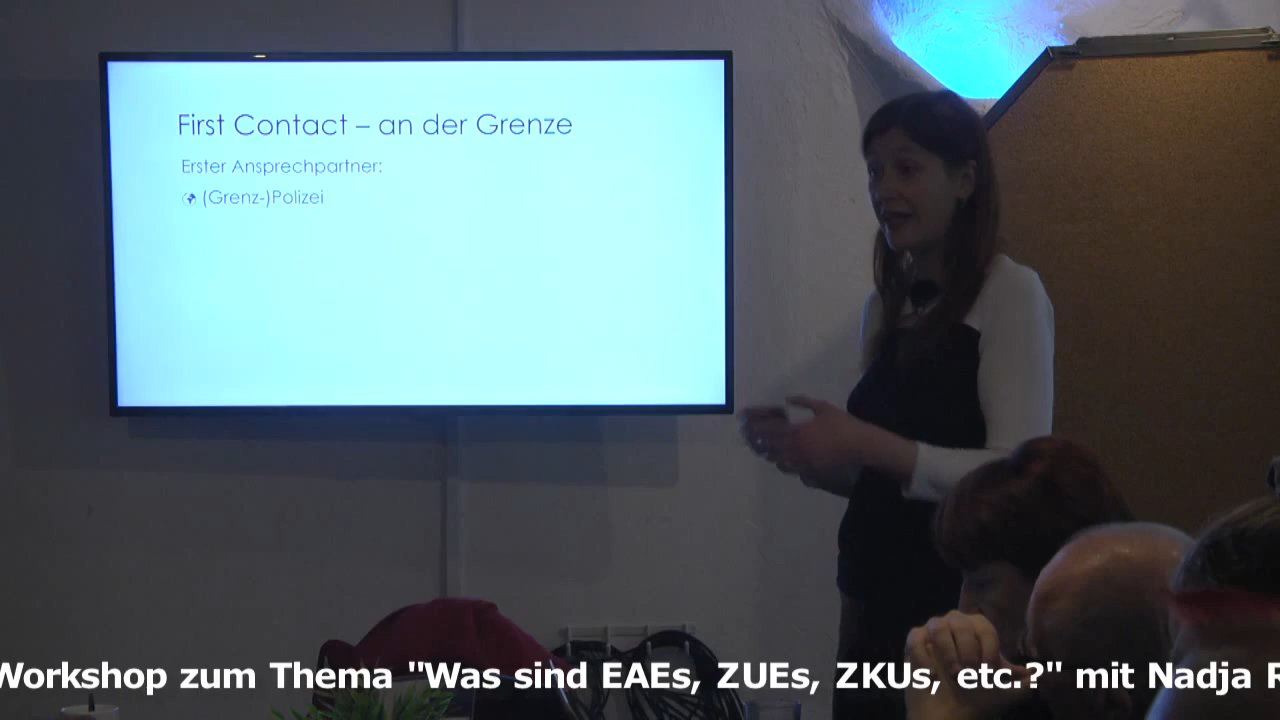 First Contact – an der Grenze
Erster Ansprechpartner:
(Grenz-)Polizei
Workshop zum Thema "Was sind EAEs, ZUEs, ZKUs, etc.?" mit Nadja